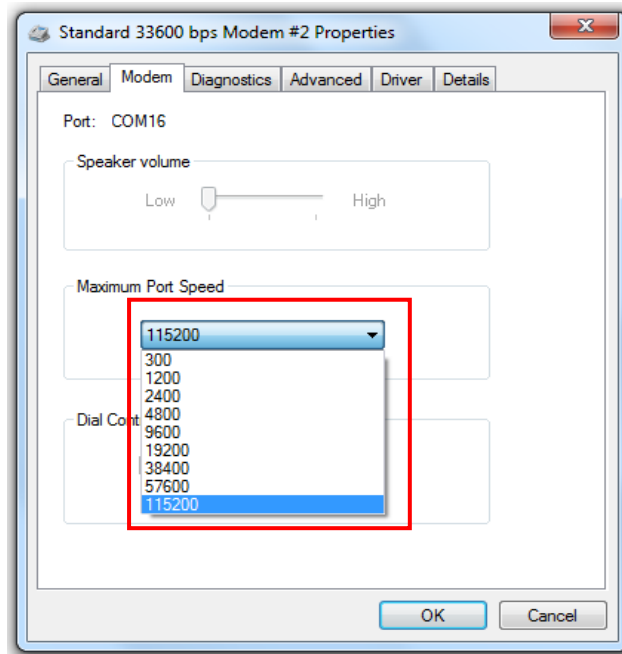 Standard 33600 bps Modem #2 Properties
General Modem Diagnostics Advanced Driver Details
Port: COM16
Speaker volume
Low High
Maximum Port Speed
115200
300
1200
2400
Dial Cont 4800
9600
19200
38400
57600
115200
OK Cancel